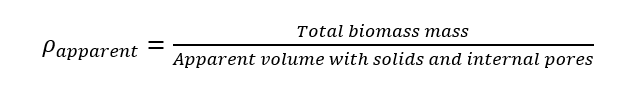 ρ_apparent = Total biomass mass / Apparent volume with solids and internal pores